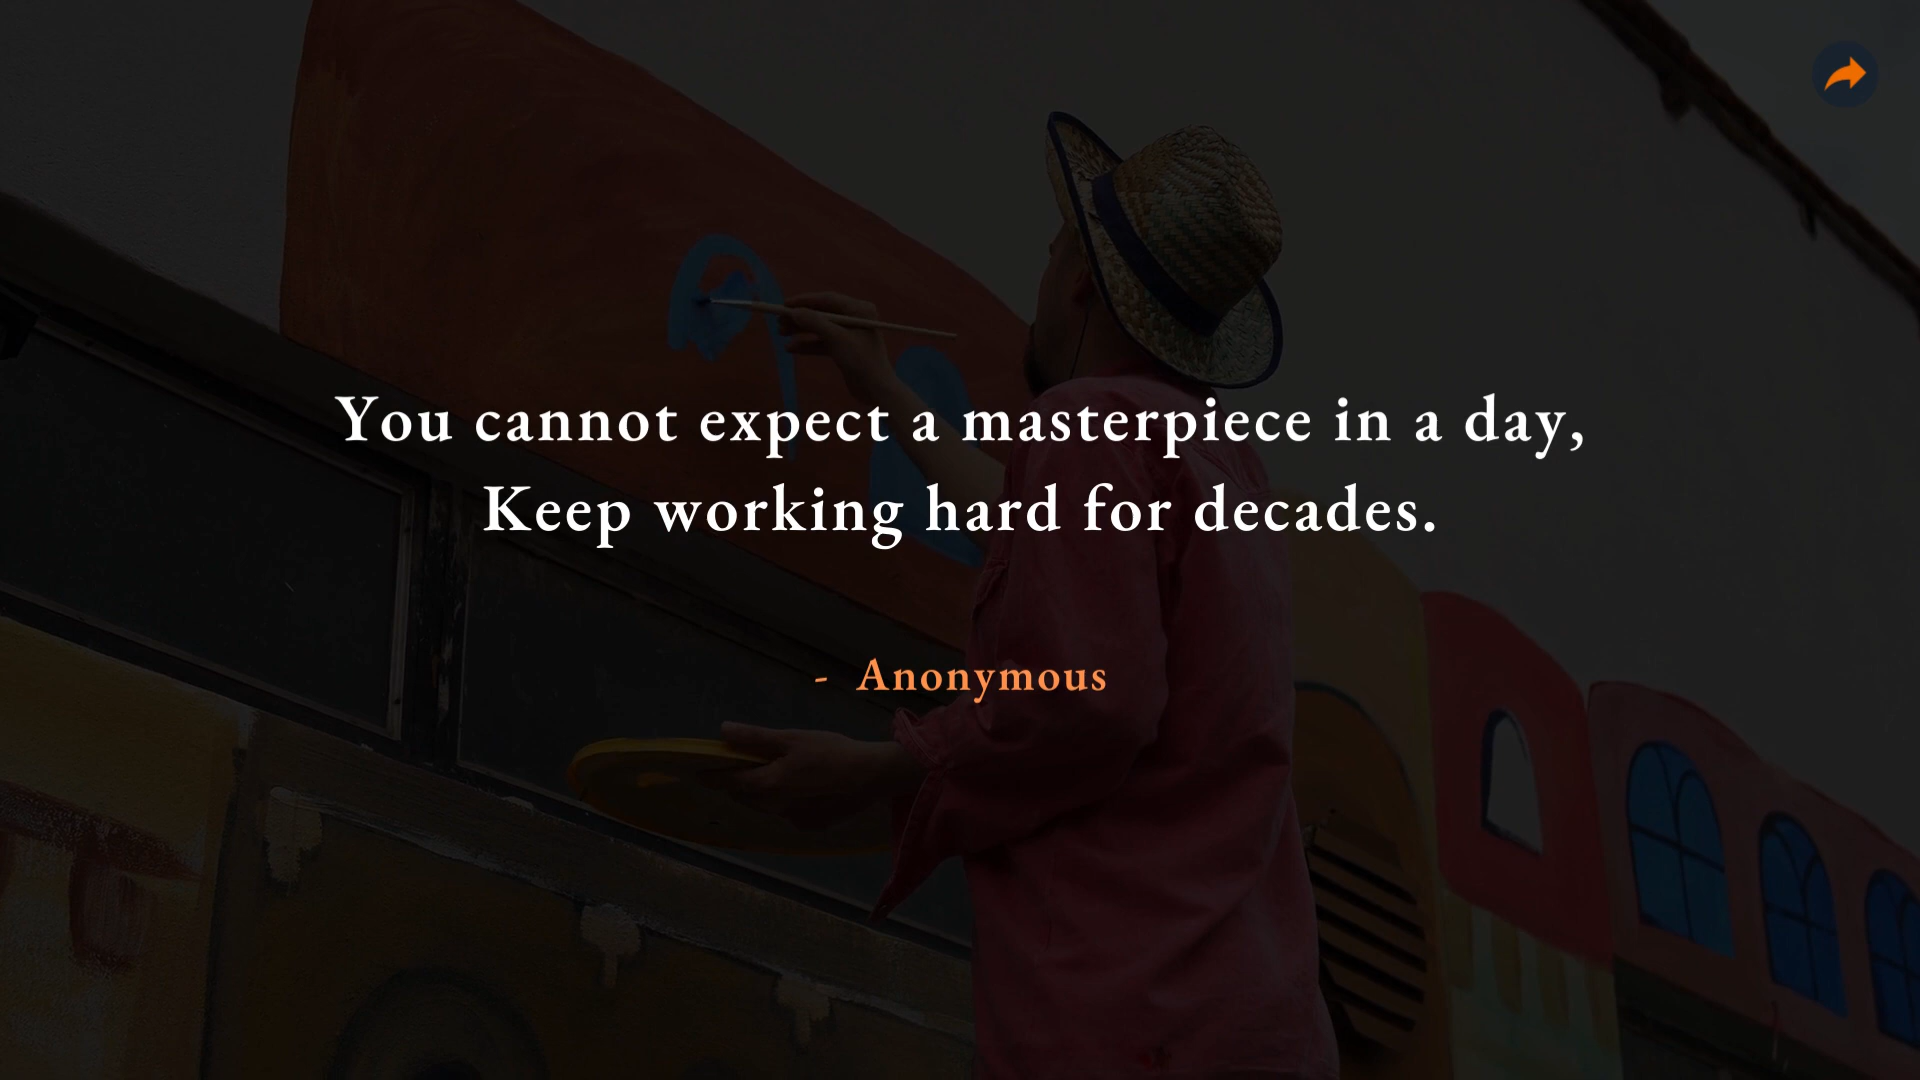 You cannot expect a masterpiece in a day,
Keep working hard for decades.
- Anonymous